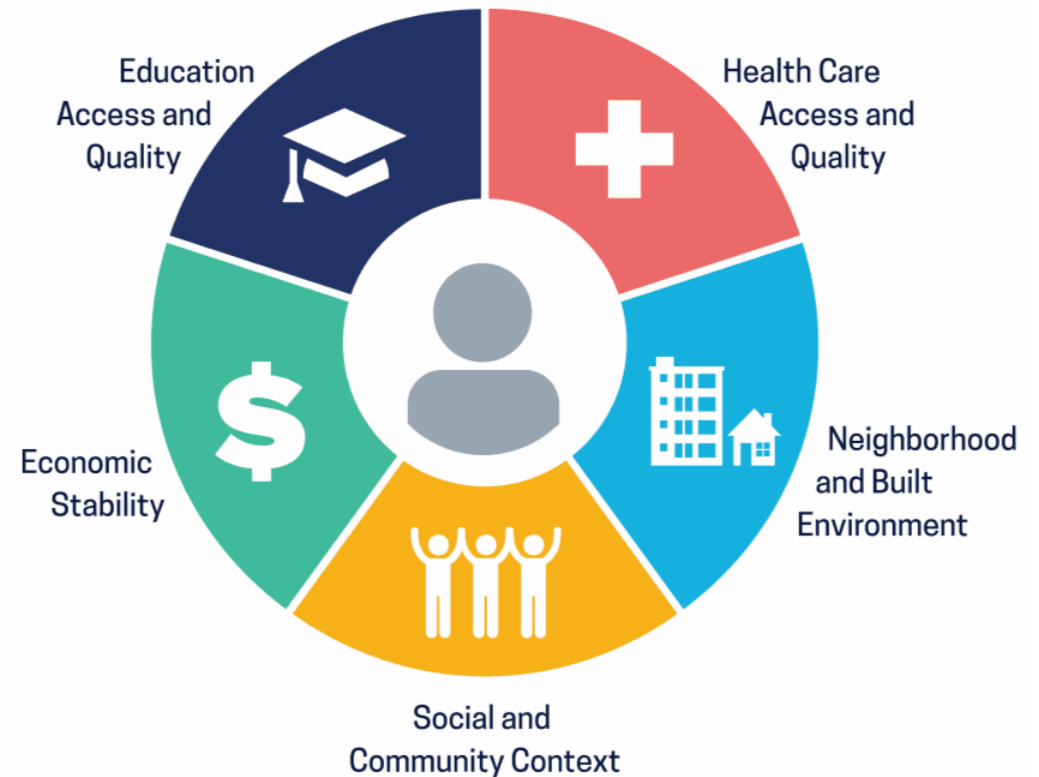 Education
Access and
Quality
Health Care
Access and
Quality
Economic
Stability
Neighborhood
and Built
Environment
Social and
Community Context